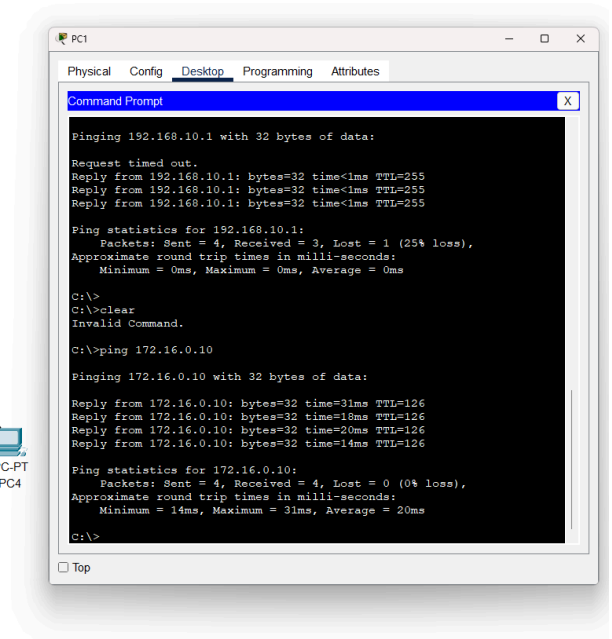 PC1
Physical Config Desktop Programming Attributes
Command Prompt
X
Pinging 192.168.10.1 with 32 bytes of data:
Request timed out.
Reply from 192.168.10.1: bytes=32 time<1ms TTL=255
Reply from 192.168.10.1: bytes=32 time<1ms TTL=255
Reply from 192.168.10.1: bytes=32 time<1ms TTL=255
Ping statistics for 192.168.10.1:
Packets: Sent = 4, Received = 3, Lost = 1 (25% loss),
Approximate round trip times in milli-seconds:
Minimum = 0ms, Maximum = 0ms, Average = 0ms
C:\>
C:\>clear
Invalid Command.
C:\>ping 172.16.0.10
Pinging 172.16.0.10 with 32 bytes of data:
Reply from 172.16.0.10: bytes=32 time=31ms TTL=126
Reply from 172.16.0.10: bytes=32 time=18ms TTL=126
Reply from 172.16.0.10: bytes=32 time=20ms TTL=126
Reply from 172.16.0.10: bytes=32 time=14ms TTL=126
Ping statistics for 172.16.0.10:
Packets: Sent = 4, Received = 4, Lost = 0 (0% loss),
Approximate round trip times in milli-seconds:
Minimum = 14ms, Maximum = 31ms, Average = 20ms
C:\>
Top
C-PT
PC4